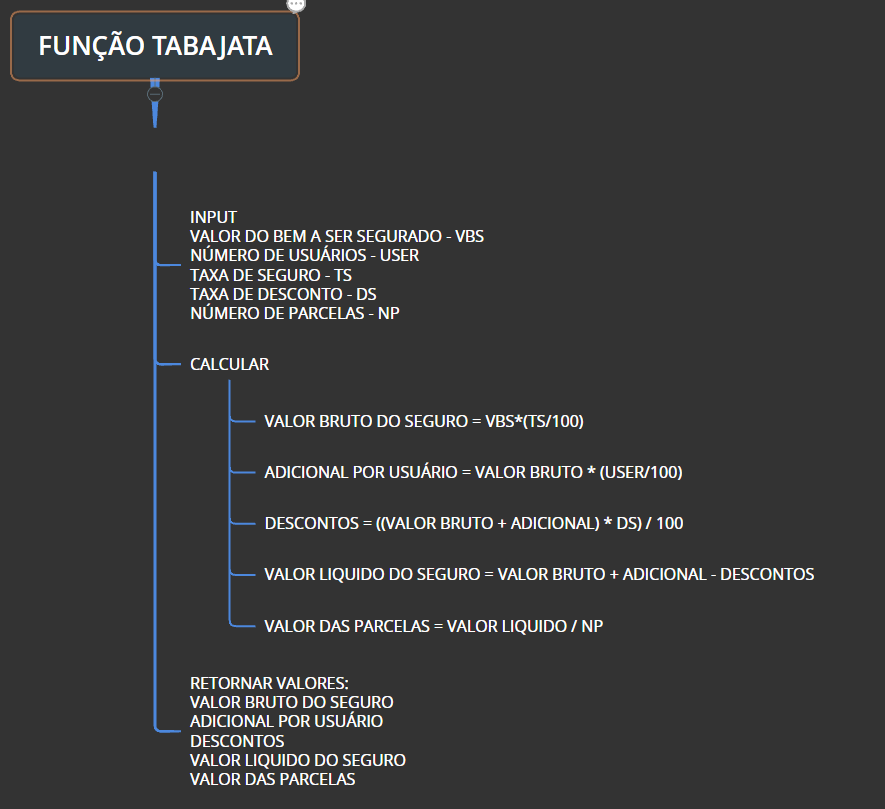 FUNÇÃO TABAJATA
INPUT
VALOR DO BEM A SER SEGURADO - VBS
NÚMERO DE USUÁRIOS - USER
TAXA DE SEGURO - TS
TAXA DE DESCONTO - DS
NÚMERO DE PARCELAS - NP
CALCULAR
VALOR BRUTO DO SEGURO = VBS*(TS/100)
ADICIONAL POR USUÁRIO = VALOR BRUTO * (USER/100)
DESCONTOS = ((VALOR BRUTO + ADICIONAL) * DS) / 100
VALOR LIQUIDO DO SEGURO = VALOR BRUTO + ADICIONAL - DESCONTOS
VALOR DAS PARCELAS = VALOR LIQUIDO / NP
RETORNAR VALORES:
VALOR BRUTO DO SEGURO
ADICIONAL POR USUÁRIO
DESCONTOS
VALOR LIQUIDO DO SEGURO
VALOR DAS PARCELAS